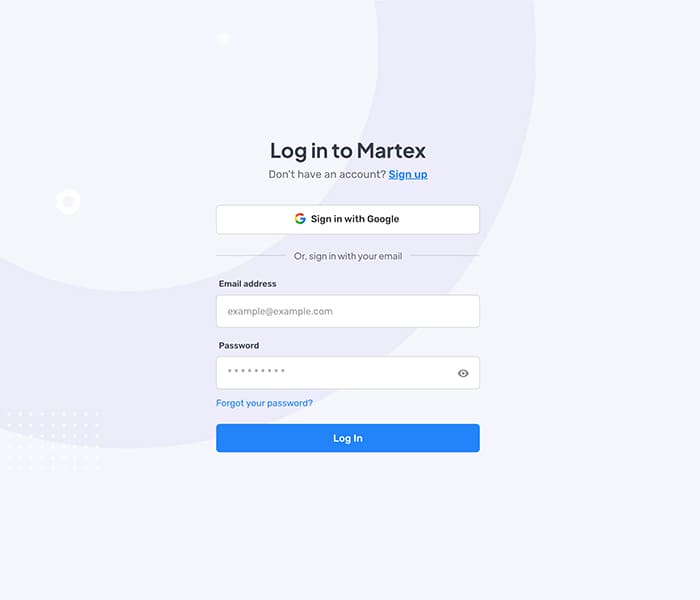 Log in to Martex
Don't have an account? Sign up
Sign in with Google
Or, sign in with your email
Email address
example@example.com
Password
* * * * * * * * *
Forgot your password?
Log In